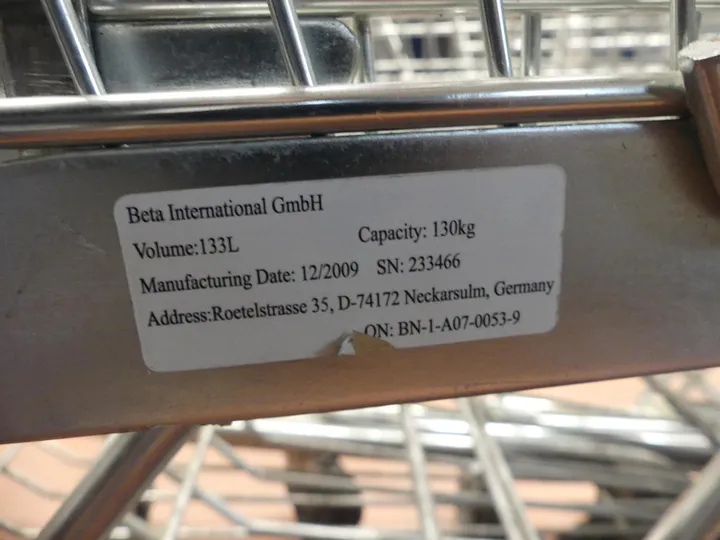 Beta International GmbH
Volume:133L Capacity: 130kg
Manufacturing Date: 12/2009 SN: 233466
Address:Roetelstrasse 35, D-74172 Neckarsulm, Germany
ON: BN-1-A07-0053-9